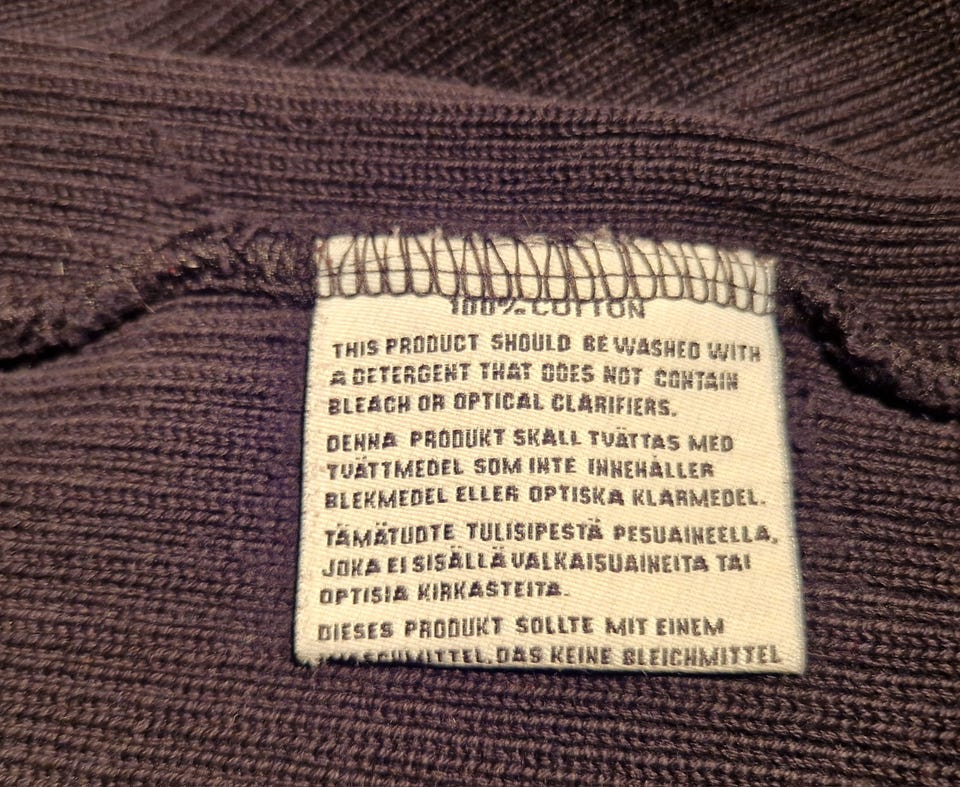 100% COTTON
THIS PRODUCT SHOULD BE WASHED WITH
A DETERGENT THAT DOES NOT CONTAIN
BLEACH OR OPTICAL CLARIFIERS.
DENNA PRODUKT SKALL TVÄTTAS MED
TVÄTTMEDEL SOM INTE INNEHÅLLER
BLEKMEDEL ELLER OPTISKA KLARMEDEL.
TÄMÄTUOTE TULISIPESTÄ PESUAINEELLA,
JOKA EI SISÄLLÄ VALKAISUAINEITA TAI
OPTISIA KIRKASTEITA.
DIESES PRODUKT SOLLTE MIT EINEM
WASCHMITTEL, DAS KEINE BLEICHMITTEL